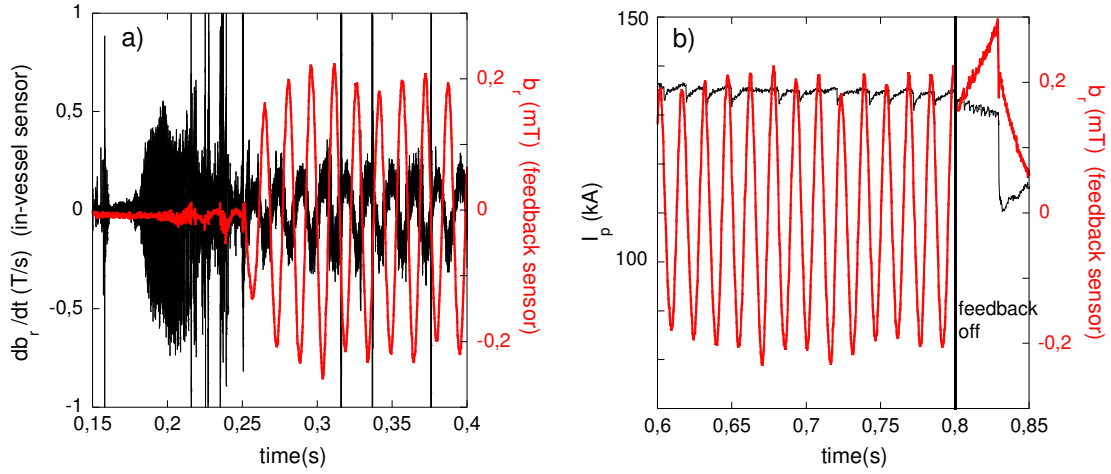 a)
1
0,5
0
-0,5
-1
db_r/dt (T/s) (in-vessel sensor)
0,15
0,2
0,25
0,3
0,35
0,4
time(s)
0,2
0
-0,2
b_r (mT) (feedback sensor)
b)
150
100
I_p (kA)
0,6
0,65
0,7
0,75
0,8
0,85
time(s)
feedback
off
0,2
0
-0,2
b_r (mT) (feedback sensor)